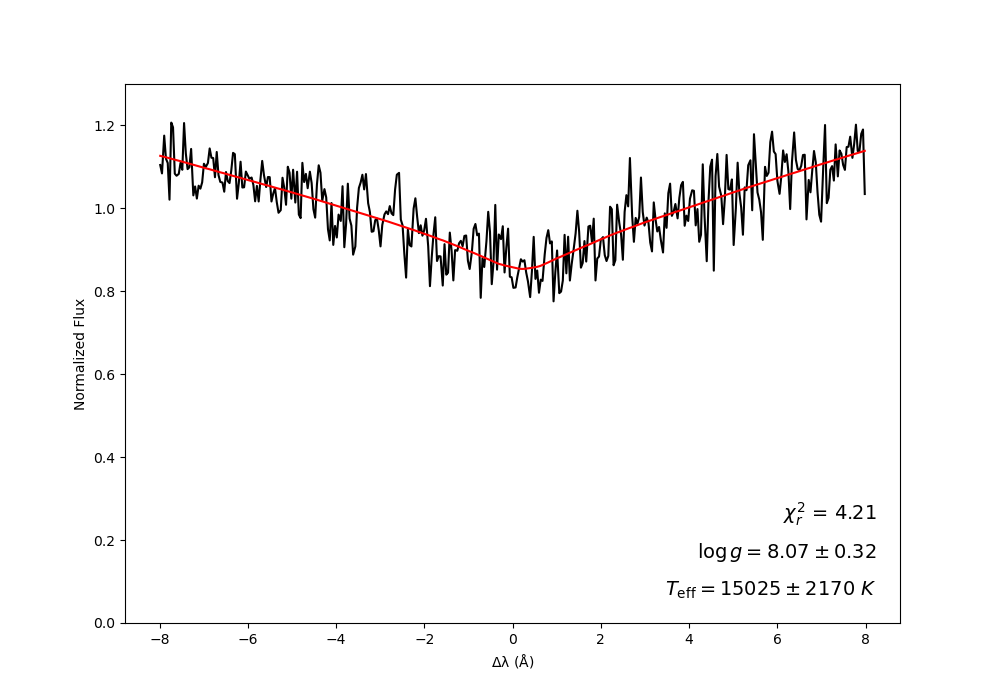 1.2
1.0
0.8
0.6
0.4
0.2
0.0
Normalized Flux
χ²ᵣ = 4.21
log g = 8.07 ± 0.32
T_eff = 15025 ± 2170 K
−8 −6 −4 −2 0 2 4 6 8
Δλ (Å)